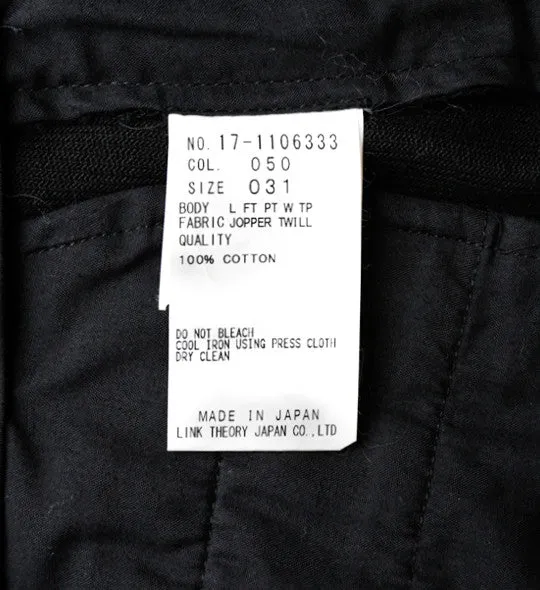 NO. 17-1106333
COL. 050
SIZE 031
BODY L FT PT W TP
FABRIC JOPPER TWILL
QUALITY
100% COTTON
DO NOT BLEACH
COOL IRON USING PRESS CLOTH
DRY CLEAN
MADE IN JAPAN
LINK THEORY JAPAN CO.,LTD